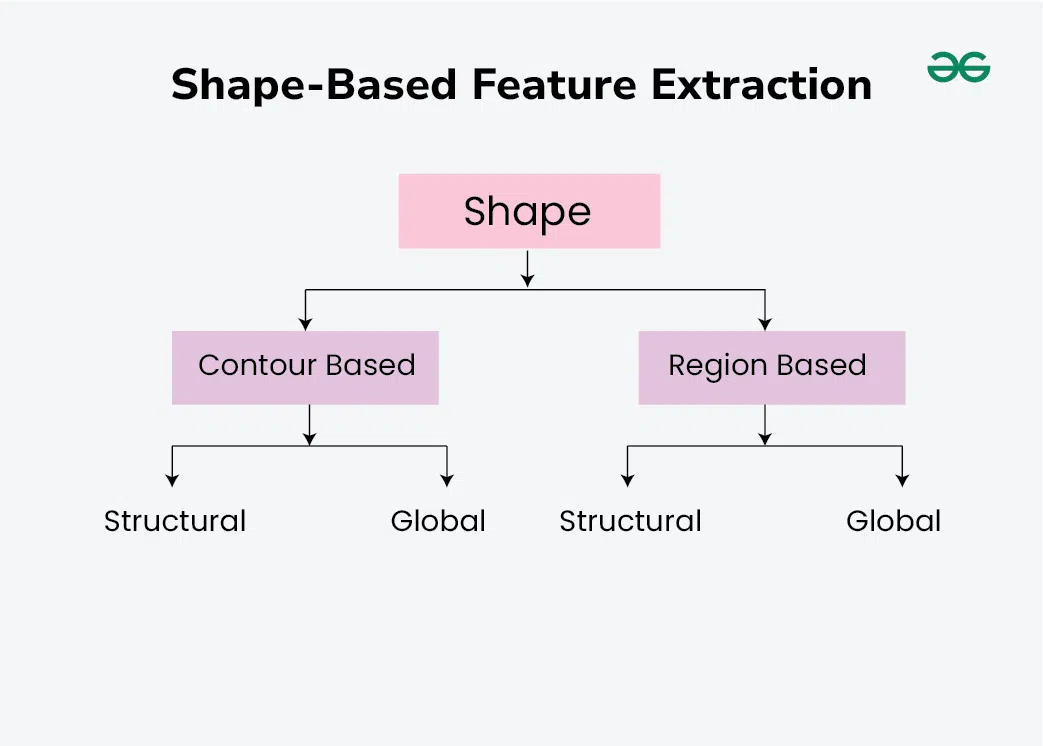 Shape-Based Feature Extraction
Shape
Contour Based
Region Based
Structural
Global
Structural
Global